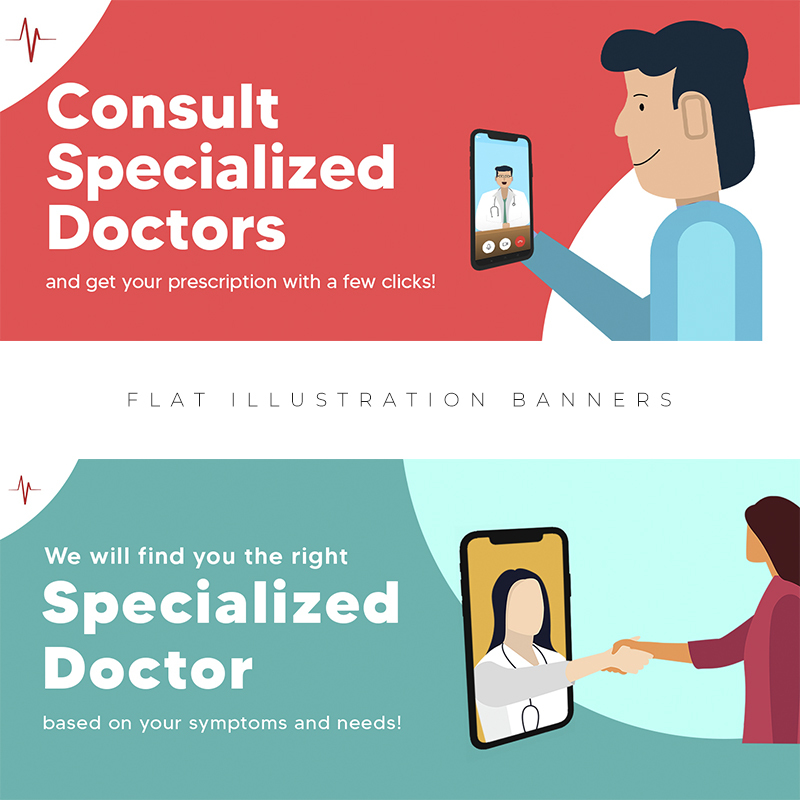 Consult
Specialized
Doctors
and get your prescription with a few clicks!
FLAT ILLUSTRATION BANNERS
We will find you the right
Specialized
Doctor
based on your symptoms and needs!